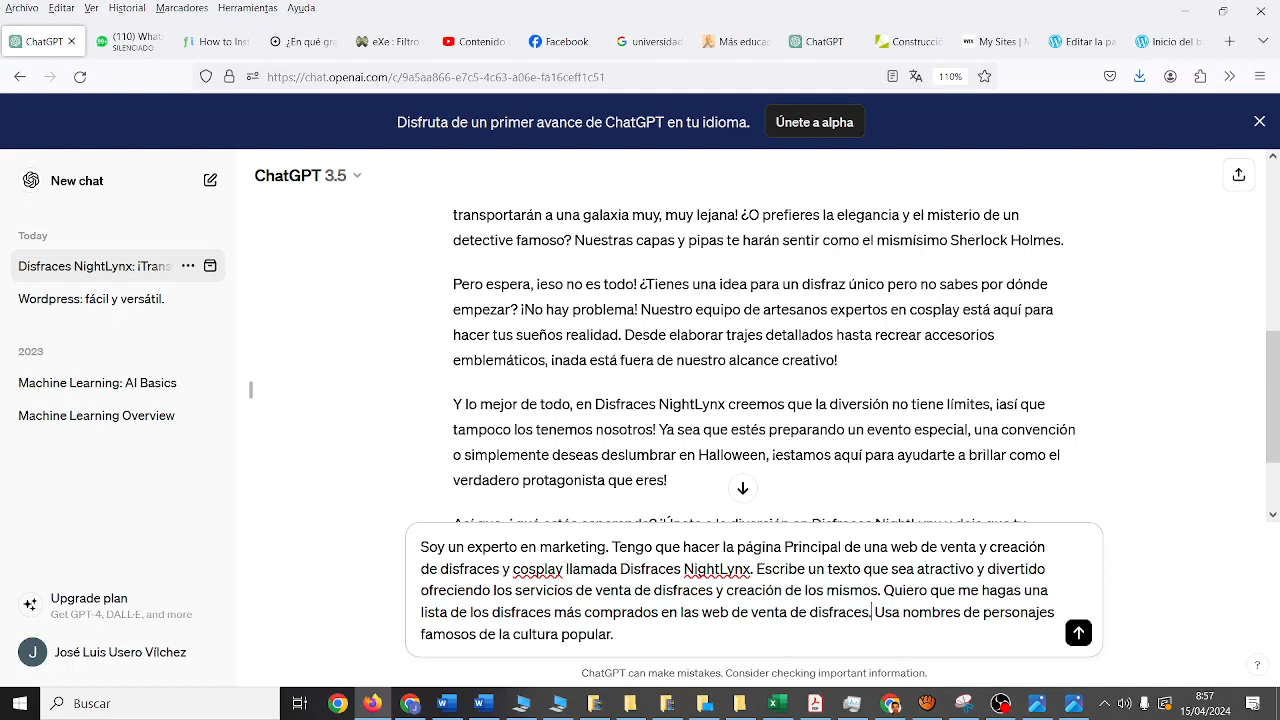 Archivo Editar Ver Historial Marcadores Herramientas Ayuda
ChatGPT
(110) What
SILENCIADO
How to Ins
¿En qué gra
eXe : Filtro
Contenido
Facebook
universidad
Más educa
ChatGPT
Construccio
My Sites | M
Editar la pa
Inicio del b
https://chat.openai.com/c/9a5aa866-e7c5-4c63-a06e-fa16ceff1c51
110%
Disfruta de un primer avance de ChatGPT en tu idioma.
Únete a alpha
New chat
ChatGPT 3.5
Today
Disfraces NightLynx: ¡Trans
Wordpress: fácil y versátil.
2023
Machine Learning: AI Basics
Machine Learning Overview
transportarán a una galaxia muy, muy lejana! ¿O prefieres la elegancia y el misterio de un
detective famoso? Nuestras capas y pipas te harán sentir como el mismísimo Sherlock Holmes.
Pero espera, ¡eso no es todo! ¿Tienes una idea para un disfraz único pero no sabes por dónde
empezar? ¡No hay problema! Nuestro equipo de artesanos expertos en cosplay está aquí para
hacer tus sueños realidad. Desde elaborar trajes detallados hasta recrear accesorios
emblemáticos, ¡nada está fuera de nuestro alcance creativo!
Y lo mejor de todo, en Disfraces NightLynx creemos que la diversión no tiene límites, ¡así que
tampoco los tenemos nosotros! Ya sea que estés preparando un evento especial, una convención
o simplemente deseas deslumbrar en Halloween, ¡estamos aquí para ayudarte a brillar como el
verdadero protagonista que eres!
Soy un experto en marketing. Tengo que hacer la página Principal de una web de venta y creación
de disfraces y cosplay llamada Disfraces NightLynx. Escribe un texto que sea atractivo y divertido
ofreciendo los servicios de venta de disfraces y creación de los mismos. Quiero que me hagas una
lista de los disfraces más comprados en las web de venta de disfraces. Usa nombres de personajes
famosos de la cultura popular.
Upgrade plan
Get GPT-4, DALL·E, and more
José Luis Usero Vílchez
ChatGPT can make mistakes. Consider checking important information.
?
Buscar
8:57
15/04/2024